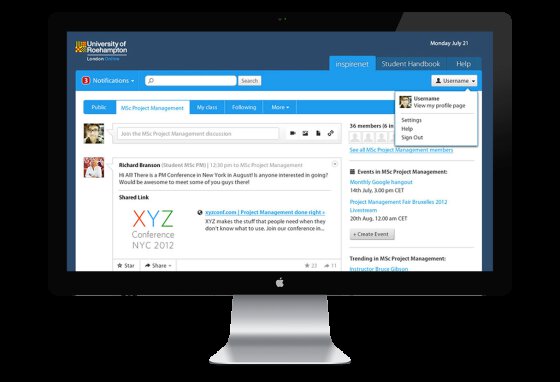 University of
Roehampton
London Online
Monday July 21
inspirenet
Student Handbook
Help
3 Notifications
Search
Username
Username
View my profile page
Settings
Help
Sign Out
Public
MSc Project Management
My class
Following
More
Join the MSc Project Management discussion
36 members (6 in
See all MSc Project Management members
Richard Branson (Student MSC PM) | 12:30 pm to MSc Project Management
Hi All! There is a PM Conference in New York in August! Is anyone interested in going?
Would be awesome to meet some of you guys there!
Shared Link
XYZ
Conference
NYC 2012
xyzconf.com | Project Management done right »
XYZ makes the stuff that people need when they
don't know what to use. Join our conference in...
Star
Share
23
11
Events in MSc Project Management:
Monthly Google hangout
14th July, 3.00 pm CET
Project Management Fair Bruxelles 2012
Livestream
20th Aug, 12.00 am CET
+ Create Event
Trending in MSc Project Management:
Instructor Bruce Gibson